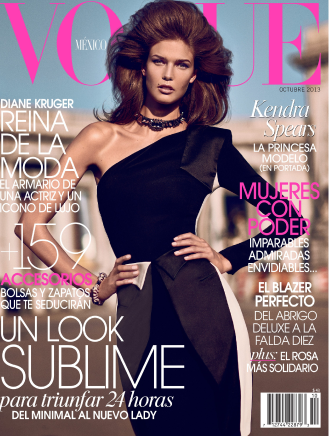 VOGUE
MÉXICO
OCTUBRE 2013
DIANE KRUGER
REINA
DE LA
MODA
EL ARMARIO DE
UNA ACTRIZ Y UN
ICONO DE LUJO
+159
ACCESORIOS
BOLSAS Y ZAPATOS
QUE TE SEDUCIRÁN
UN LOOK
SUBLIME
para triunfar 24 horas
DEL MINIMAL AL NUEVO LADY
Kendra
Spears
LA PRINCESA
MODELO
(EN PORTADA)
MUJERES
CON
PODER
IMPARABLES
ADMIRADAS
ENVIDIABLES...
EL BLAZER
PERFECTO
DEL ABRIGO
DELUXE A LA
FALDA DIEZ
plus: EL ROSA
MÁS SOLIDARIO